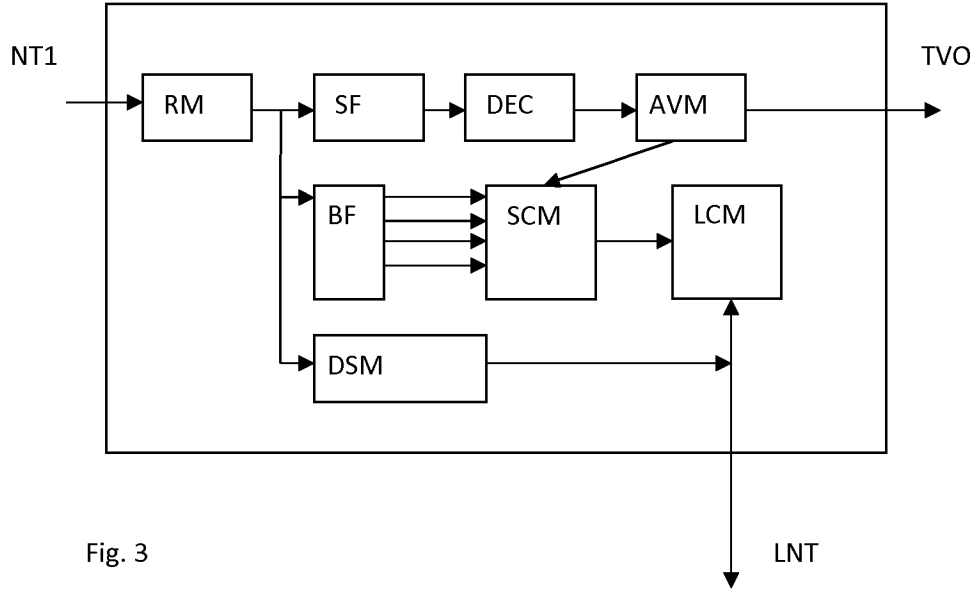 NT1
TVO
RM
SF
DEC
AVM
BF
SCM
LCM
DSM
Fig. 3
LNT